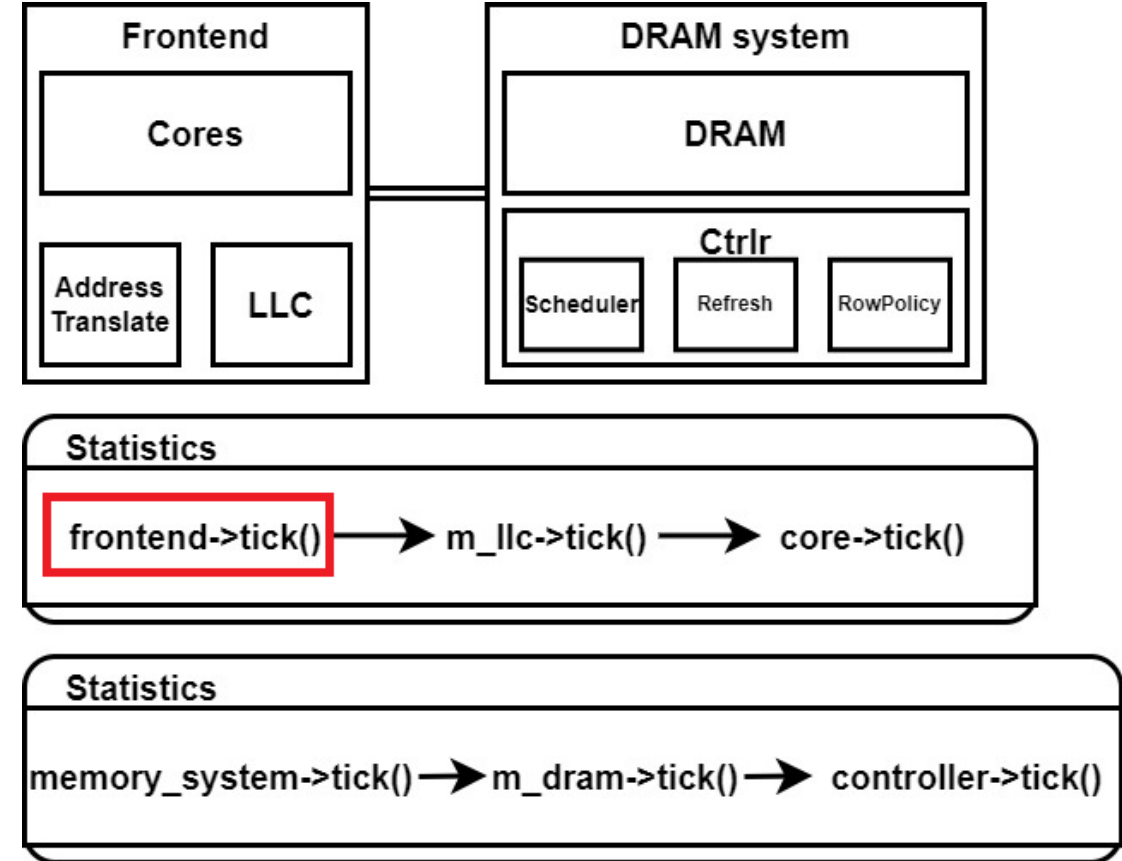 Frontend
DRAM system
Cores
DRAM
Address
Translate
LLC
Ctrlr
Scheduler
Refresh
RowPolicy
Statistics
frontend->tick()
m_llc->tick()
core->tick()
Statistics
memory_system->tick()
m_dram->tick()
controller->tick()